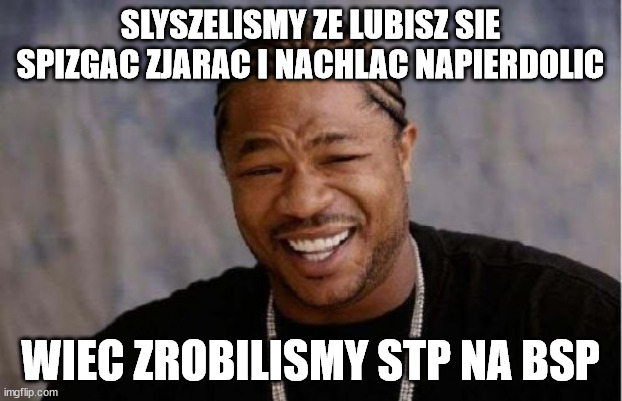 SLYSZELISMY ZE LUBISZ SIE
SPIZGAC ZJARAC I NACHLAC NAPIERDOLIC
WIEC ZROBILISMY STP NA BSP
imgflip.com